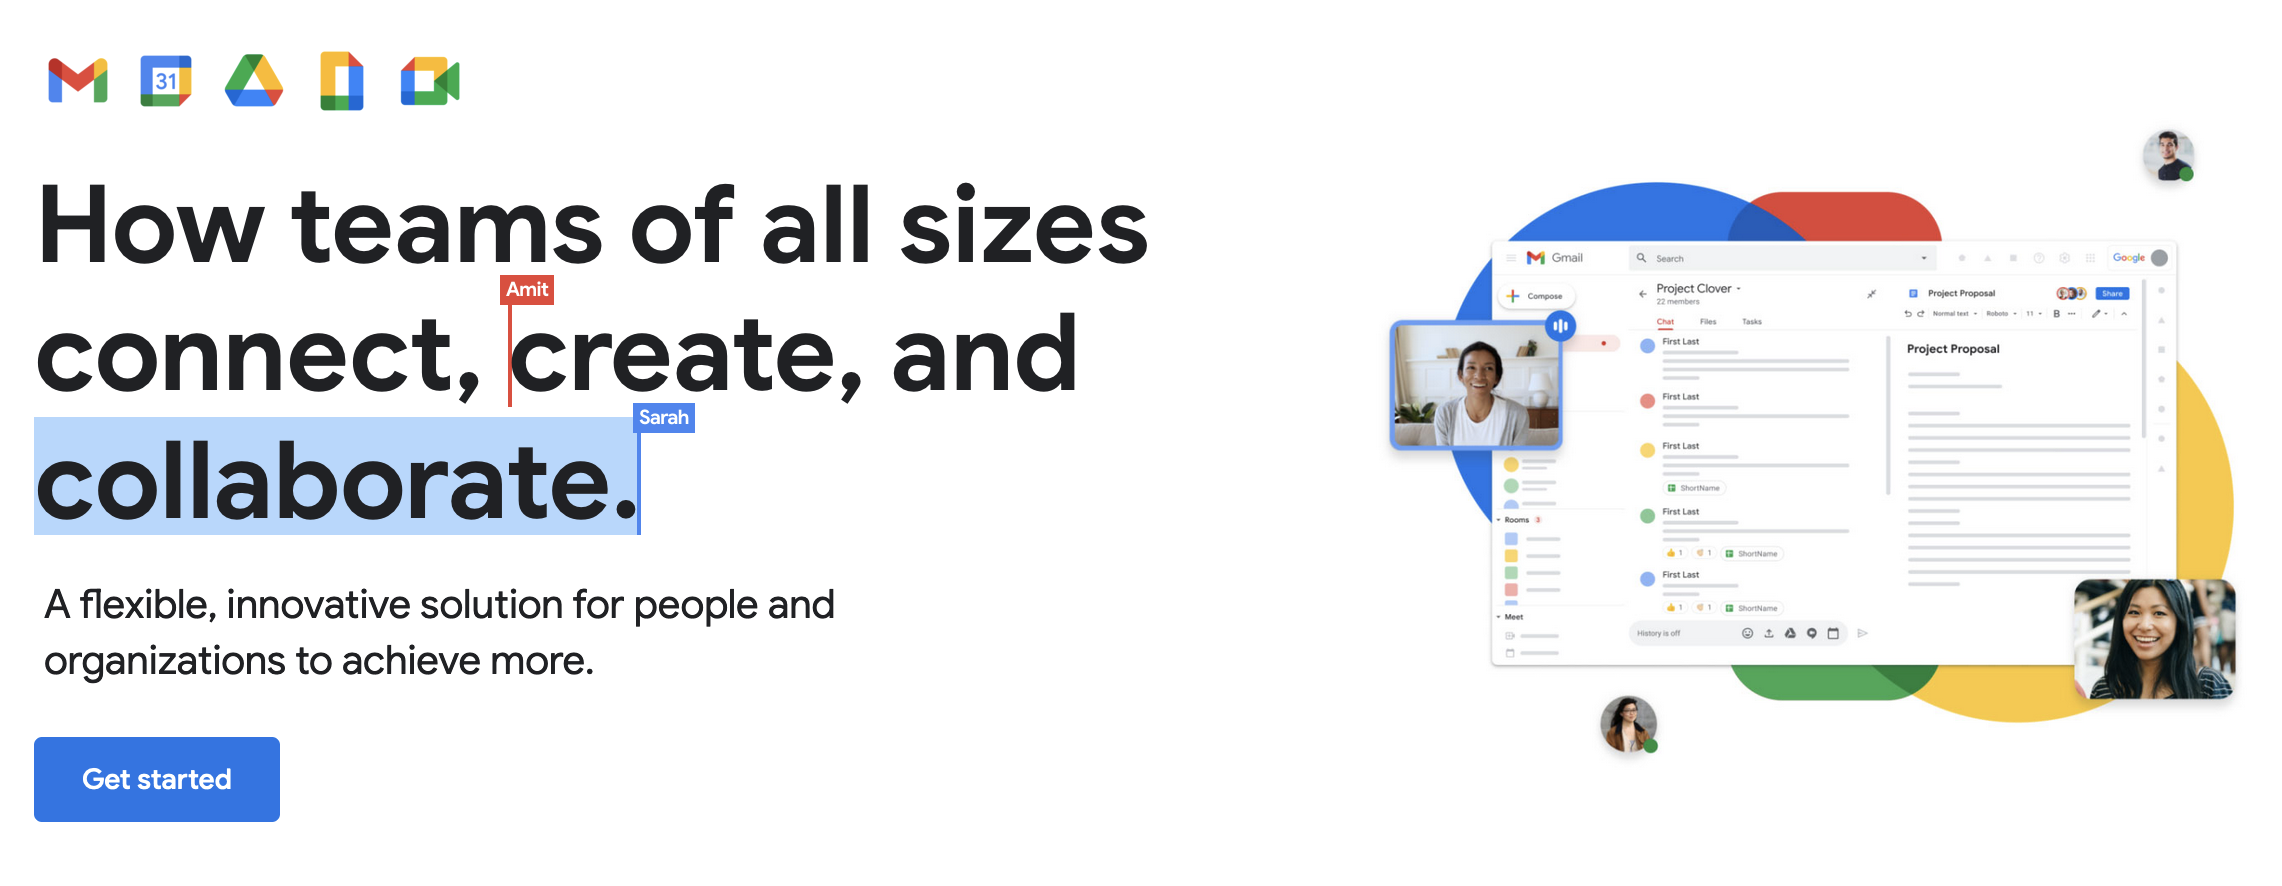 31
How teams of all sizes
Amit
connect, create, and
Sarah
collaborate.
A flexible, innovative solution for people and
organizations to achieve more.
Get started
Gmail
Search
Google
Compose
Project Clover
22 members
Chat Files Tasks
First Last
First Last
First Last
ShortName
First Last
1 1 ShortName
First Last
1 1 ShortName
History is off
Rooms 3
Meet
Project Proposal
Share
Normal text Roboto 11 B
Project Proposal